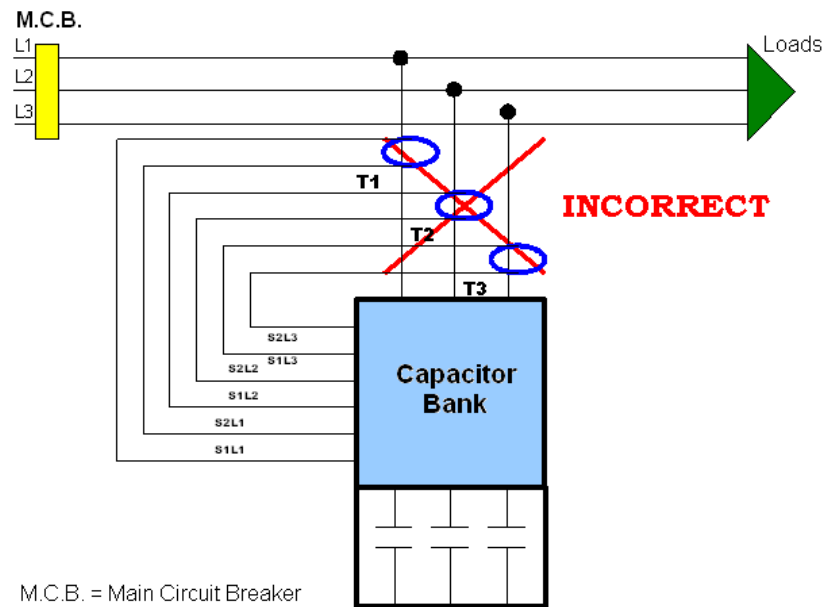 M.C.B.
L1
Loads
L2
L3
T1
INCORRECT
T2
T3
S2L3
S1L3
S2L2
Capacitor
Bank
S1L2
S2L1
S1L1
M.C.B. = Main Circuit Breaker